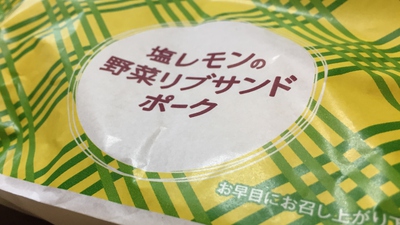 塩レモンの
野菜リブサンド
ポーク
お早目にお召し上がり下